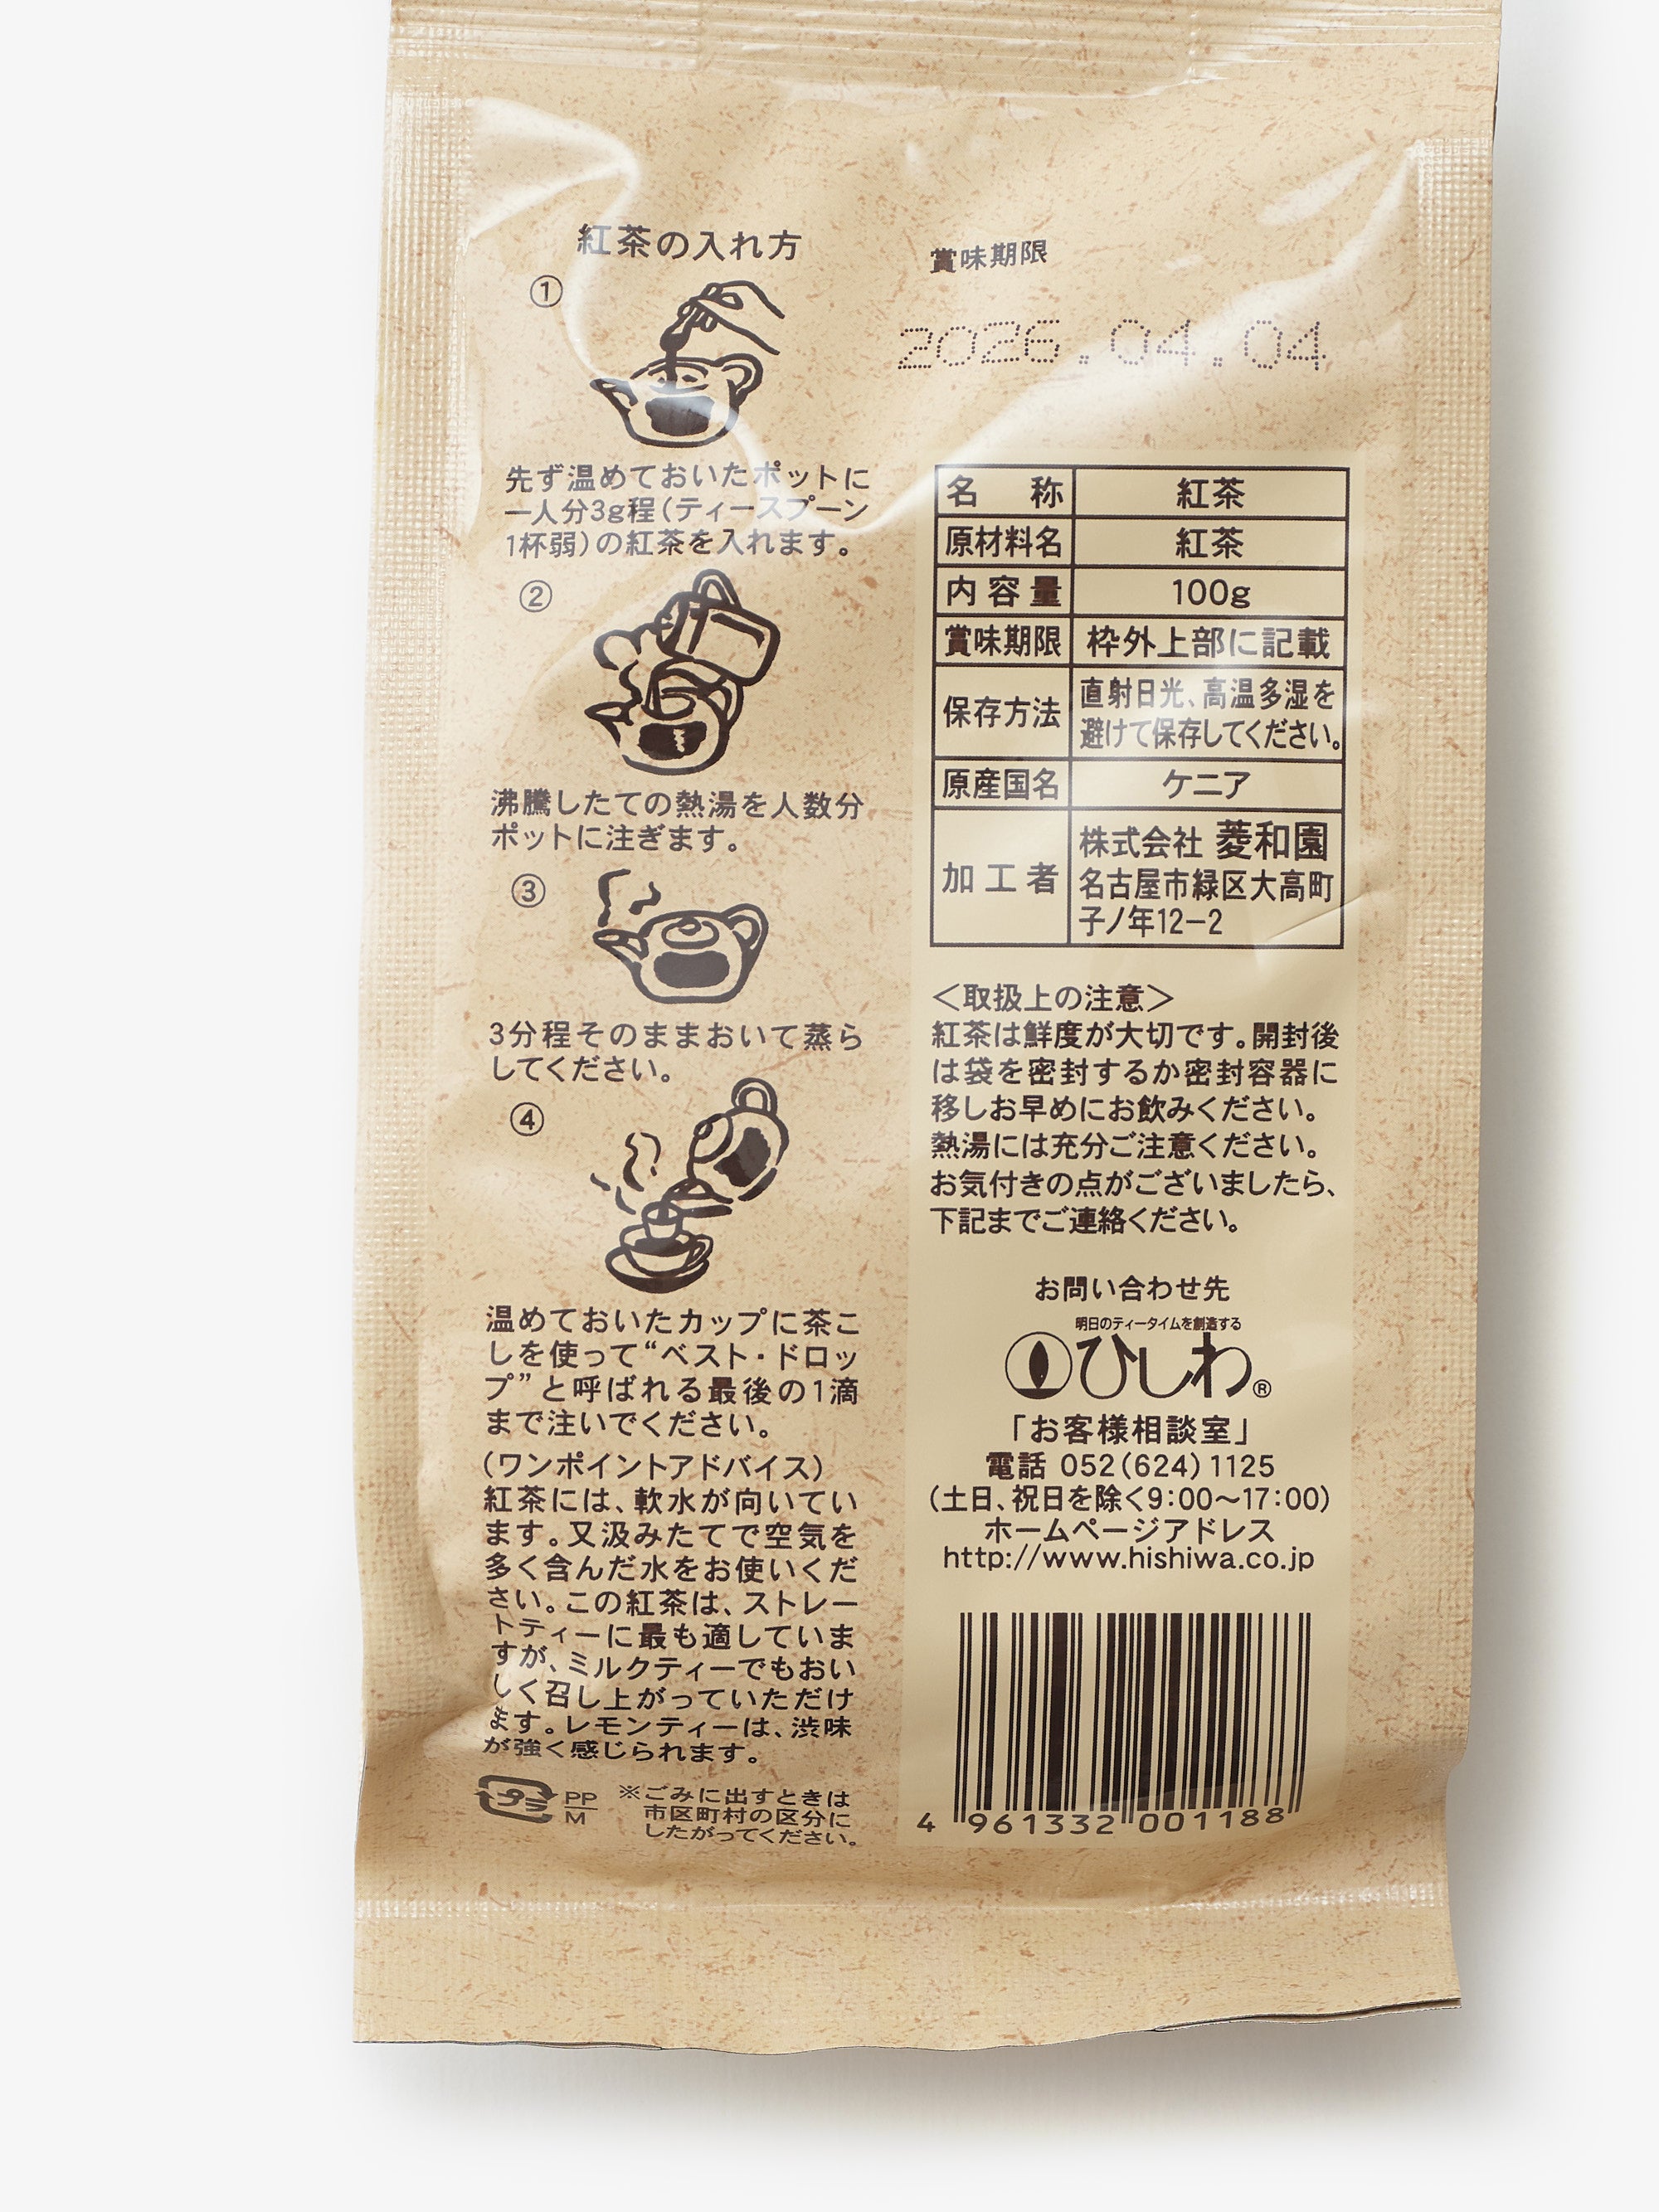 紅茶の入れ方
①
先ず温めておいたポットに
一人分3g程(ティースプーン
1杯弱)の紅茶を入れます。
②
沸騰したての熱湯を人数分
ポットに注ぎます。
③
3分程そのままおいて蒸ら
してください。
④
温めておいたカップに茶こ
しを使って“ベスト・ドロッ
プ”と呼ばれる最後の1滴
まで注いでください。
(ワンポイントアドバイス)
紅茶には、軟水が向いてい
ます。又汲みたてで空気を
多く含んだ水をお使いくだ
さい。この紅茶は、ストレー
トティーに最も適していま
すが、ミルクティーでもおい
しく召し上がっていただけ
ます。レモンティーは、渋味
が強く感じられます。
プラ PP
M
※ごみに出すときは
市区町村の区分に
したがってください。
賞味期限
2026.04.04
名称 紅茶
原材料名 紅茶
内容量 100g
賞味期限 枠外上部に記載
保存方法 直射日光、高温多湿を
避けて保存してください。
原産国名 ケニア
加工者 株式会社 菱和園
名古屋市緑区大高町
子ノ年12−2
＜取扱上の注意＞
紅茶は鮮度が大切です。開封後
は袋を密封するか密封容器に
移しお早めにお飲みください。
熱湯には充分ご注意ください。
お気付きの点がございましたら、
下記までご連絡ください。
お問い合わせ先
明日のティータイムを創造する
ひしわ®
「お客様相談室」
電話 052(624)1125
(土日、祝日を除く9:00〜17:00)
ホームページアドレス
http://www.hishiwa.co.jp
4 961332 001188